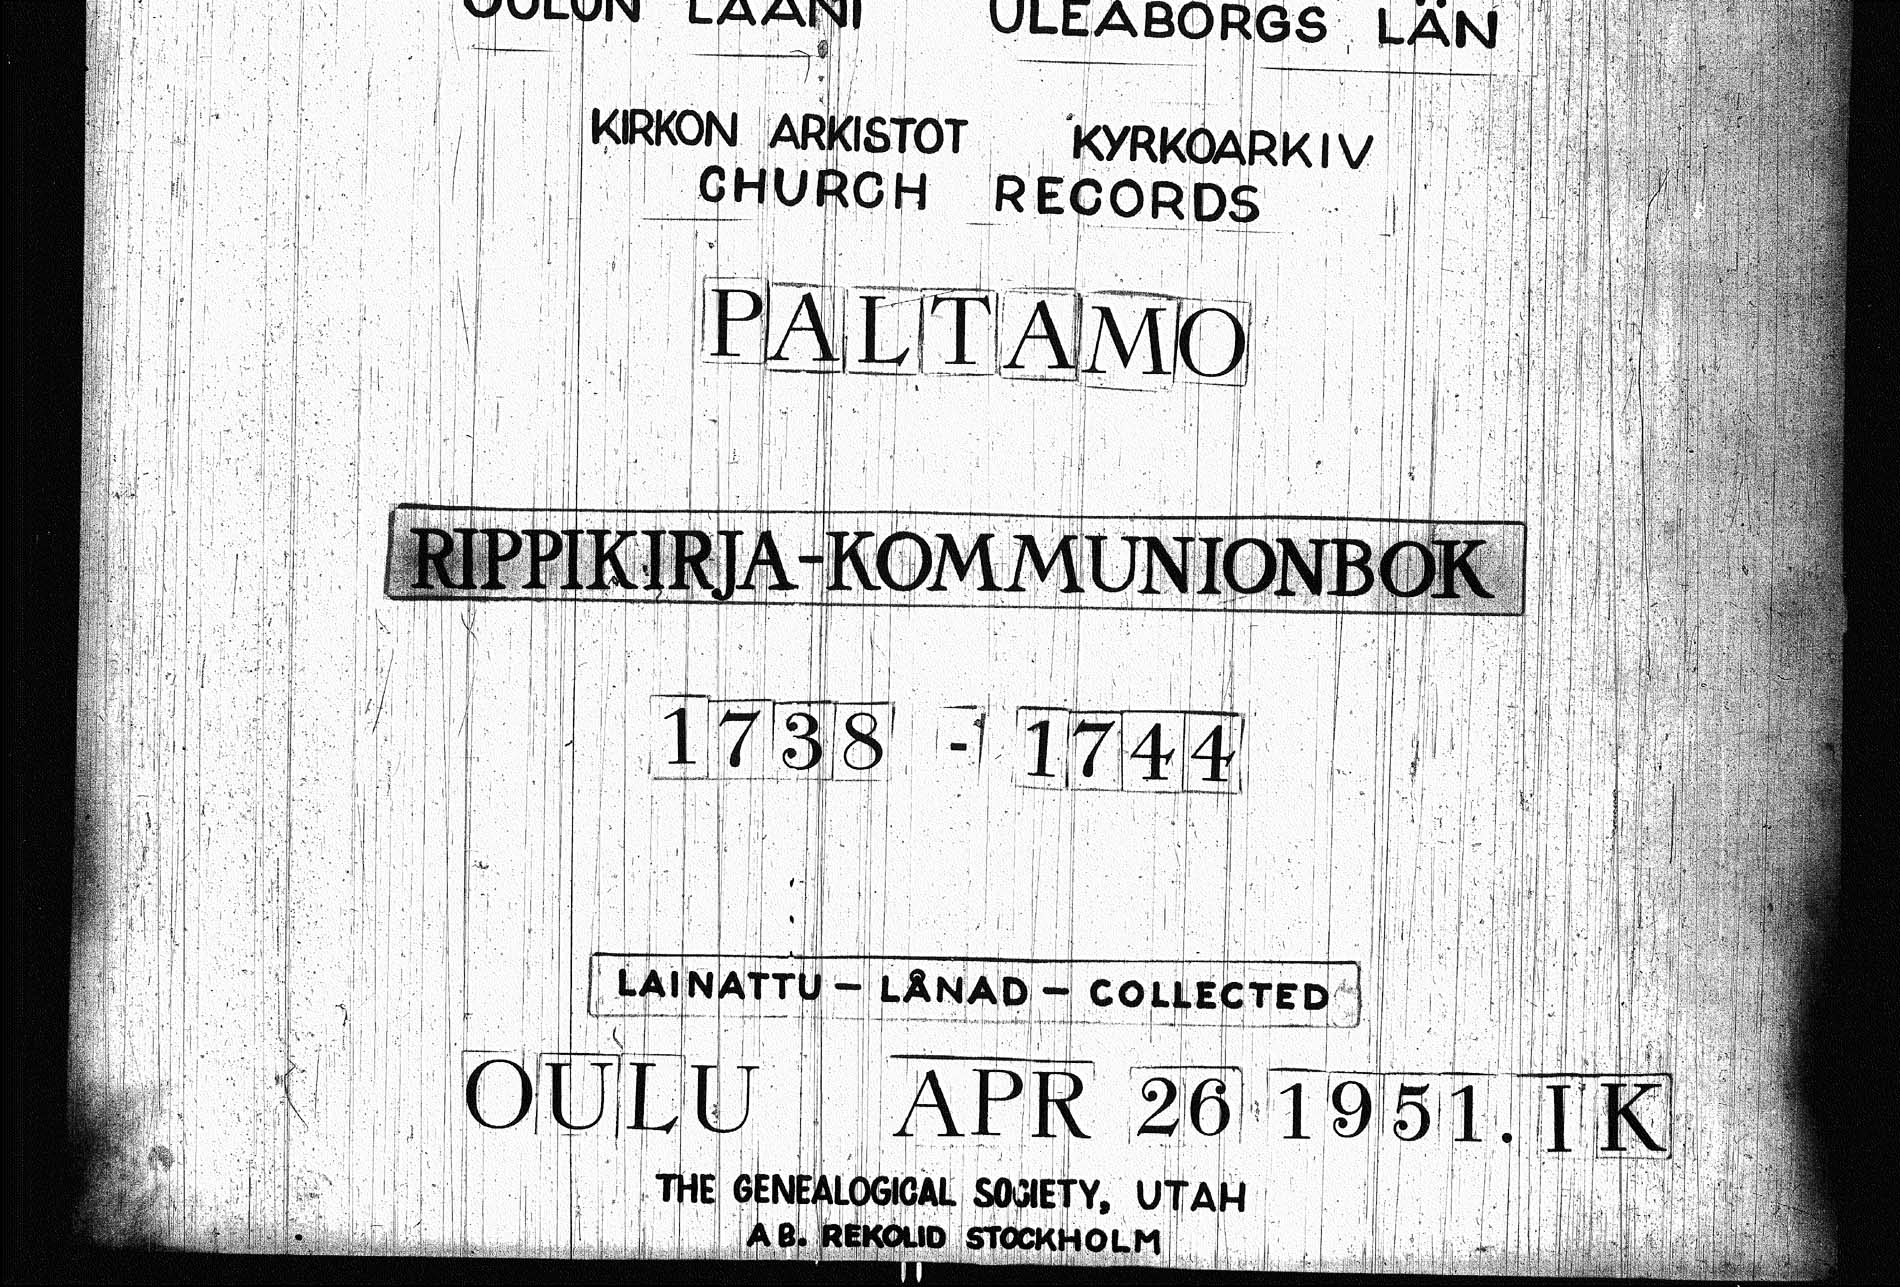 OULUN LÄÄNI ULEÅBORGS LÄN
KIRKON ARKISTOT KYRKOARKIV
CHURCH RECORDS
PALTAMO
RIPPIKIRJA-KOMMUNIONBOK
1738 - 1744
LAINATTU — LÅNAD — COLLECTED
OULU APR 26 1951. IK
THE GENEALOGICAL SOCIETY, UTAH
AB. REKOLID STOCKHOLM